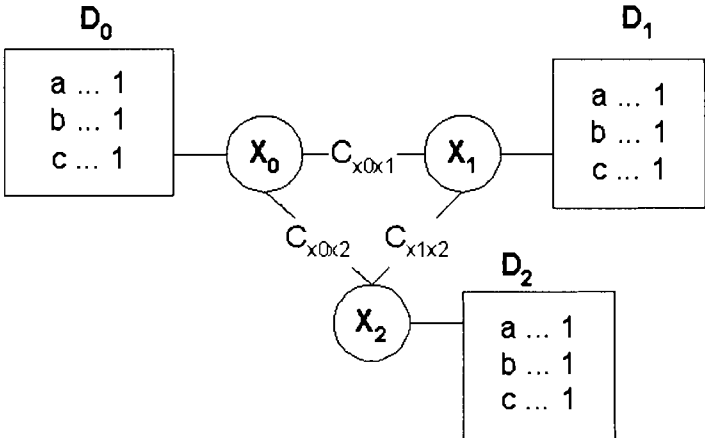 D0
D1
a ... 1
b ... 1
c ... 1
a ... 1
b ... 1
c ... 1
X0
Cx0x1
X1
Cx0x2
Cx1x2
D2
X2
a ... 1
b ... 1
c ... 1